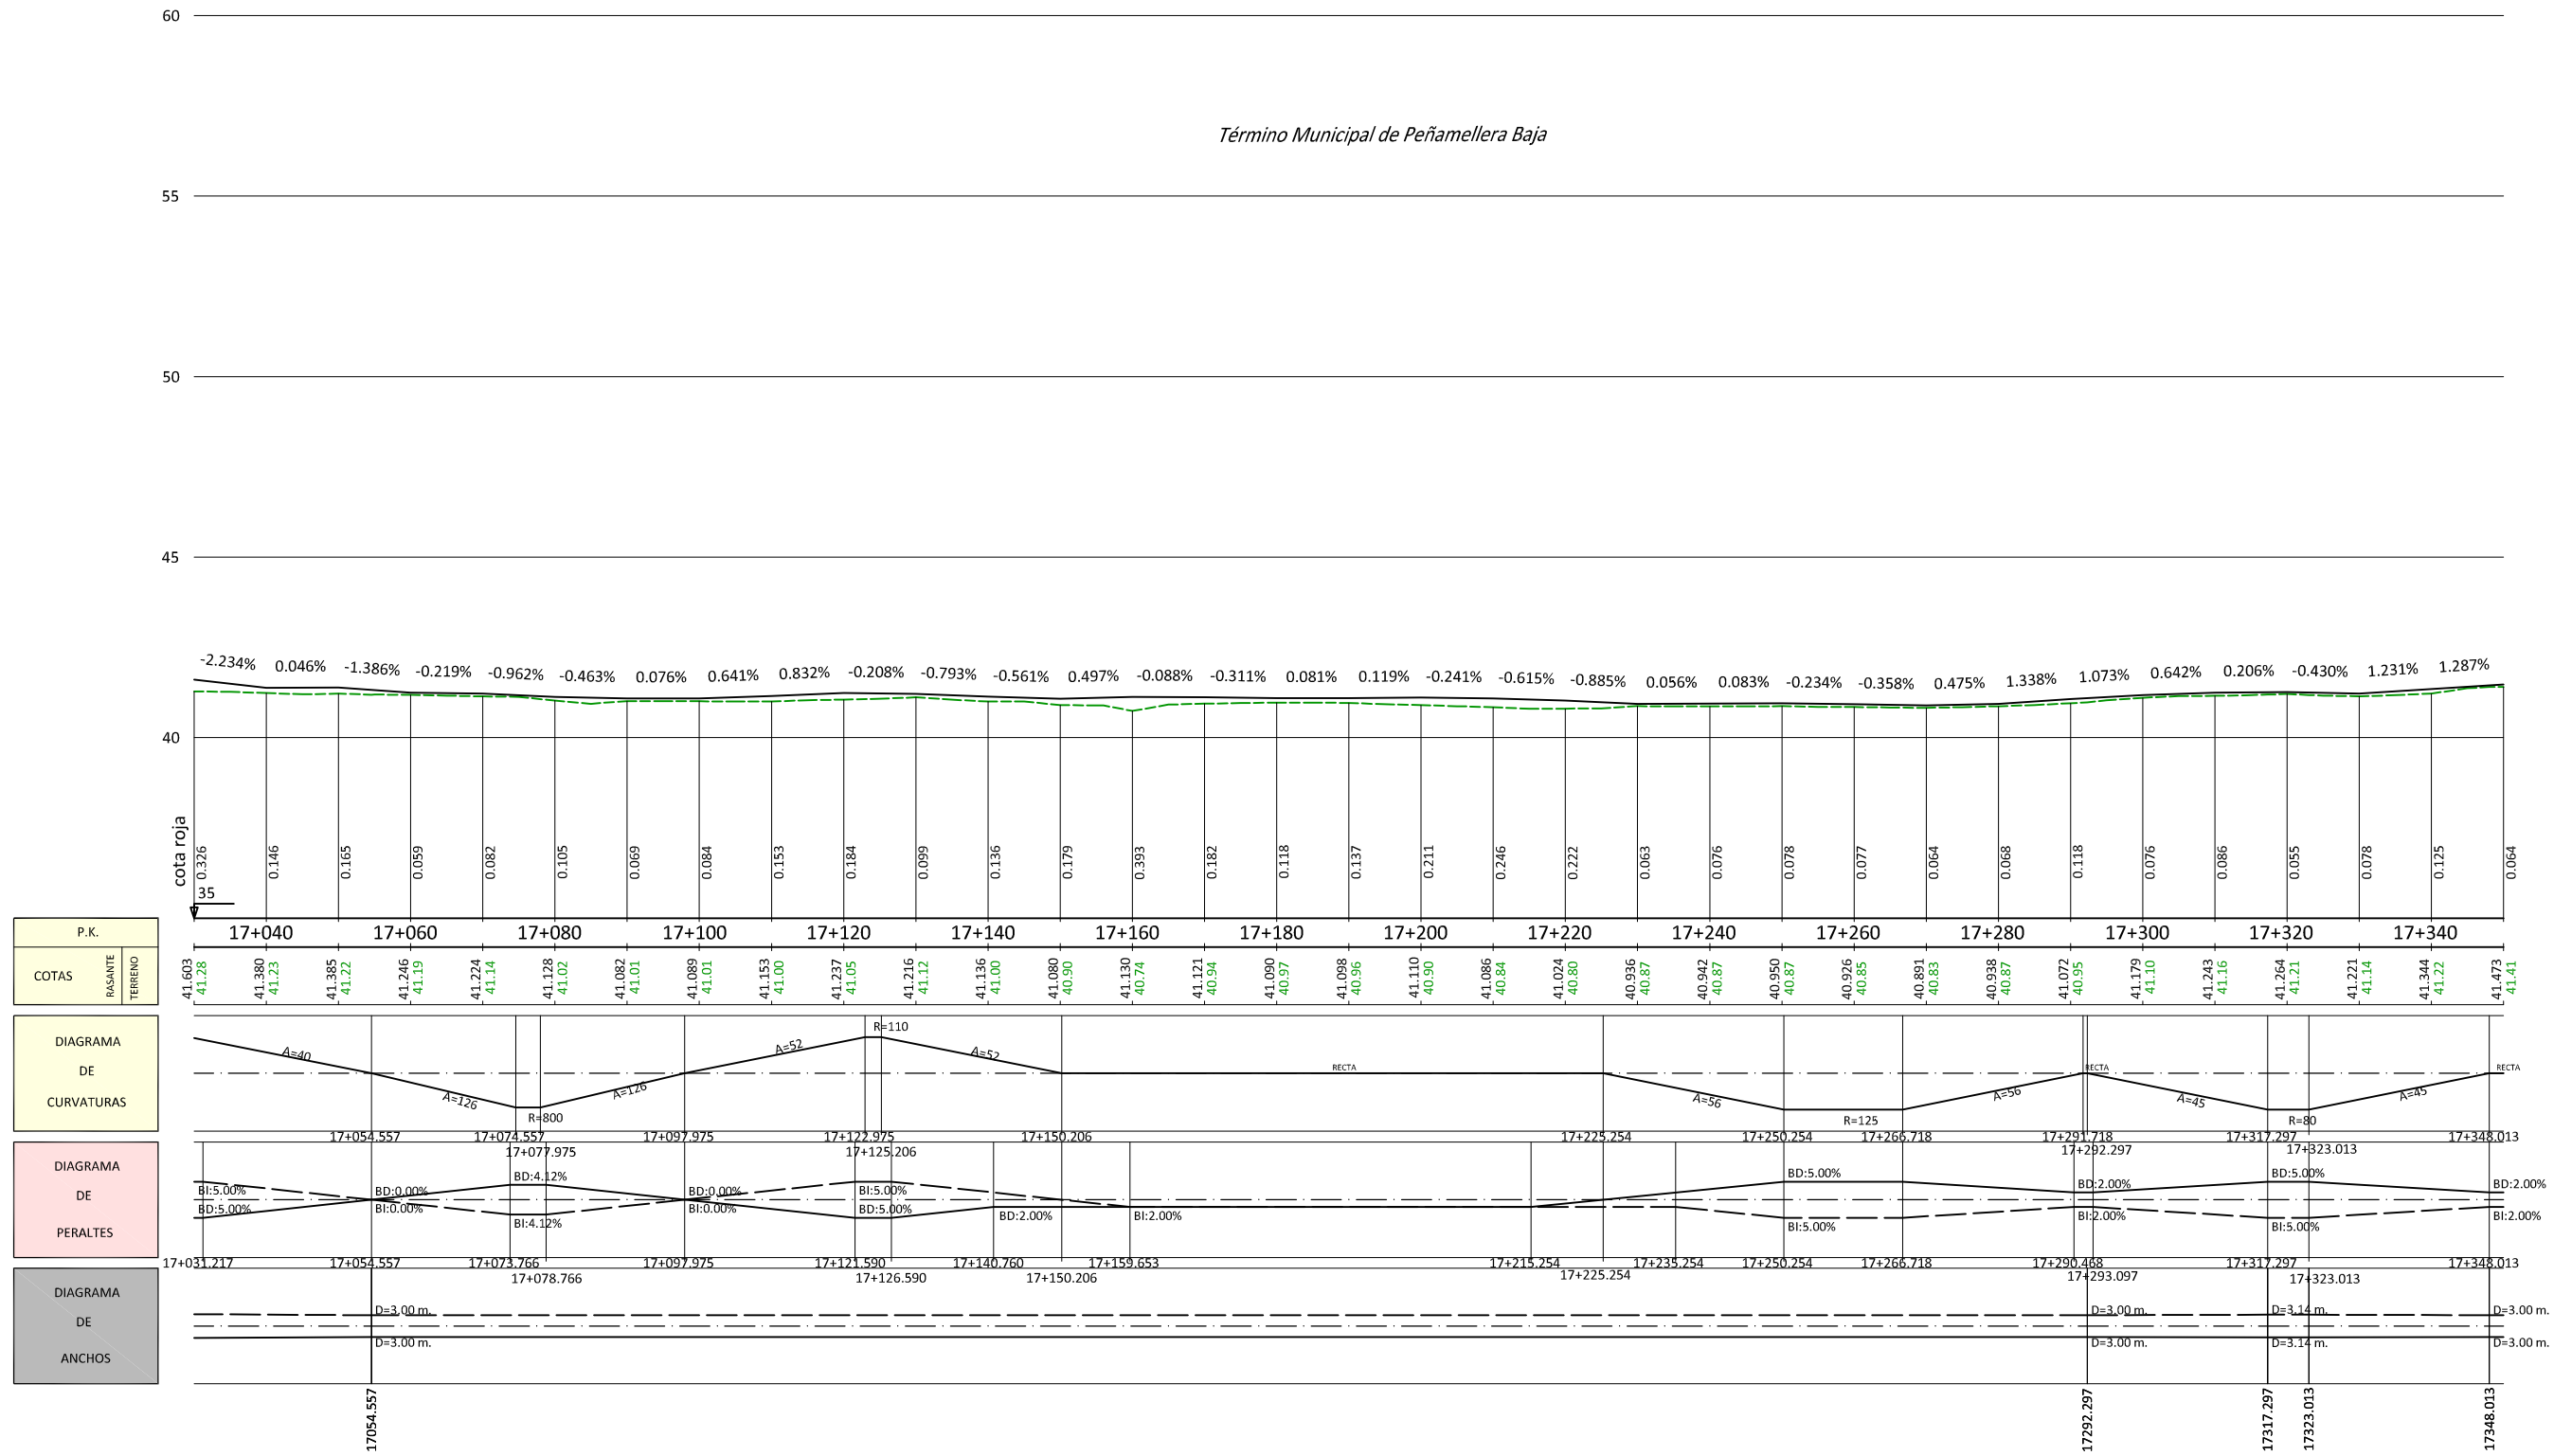 60
Término Municipal de Peñamellera Baja
55
50
45
-2.234% 0.046% -1.386% -0.219% -0.962% -0.463% 0.076% 0.641% 0.832% -0.208% -0.793% -0.561% 0.497% -0.088% -0.311% 0.081% 0.119% -0.241% -0.615% -0.885% 0.056% 0.083% -0.234% -0.358% 0.475% 1.338% 1.073% 0.642% 0.206% -0.430% 1.231% 1.287%
40
cota roja
0.326 0.146 0.165 0.059 0.082 0.105 0.069 0.084 0.153 0.184 0.099 0.136 0.179 0.393 0.182 0.118 0.137 0.211 0.246 0.222 0.063 0.076 0.078 0.077 0.064 0.068 0.118 0.076 0.086 0.055 0.078 0.125 0.064
35
P.K.
17+040 17+060 17+080 17+100 17+120 17+140 17+160 17+180 17+200 17+220 17+240 17+260 17+280 17+300 17+320 17+340
COTAS
RASANTE
41.603 41.380 41.385 41.246 41.224 41.128 41.082 41.089 41.153 41.237 41.216 41.136 41.080 41.130 41.121 41.090 41.098 41.110 41.086 41.024 40.936 40.942 40.950 40.926 40.891 40.938 41.072 41.179 41.243 41.264 41.221 41.344 41.473
TERRENO
41.28 41.23 41.22 41.19 41.14 41.02 41.01 41.01 41.00 41.05 41.12 41.00 40.90 40.74 40.94 40.97 40.96 40.90 40.84 40.80 40.87 40.87 40.87 40.85 40.83 40.87 40.95 41.10 41.16 41.21 41.14 41.22 41.41
DIAGRAMA
DE
CURVATURAS
A=40 A=126 R=800 A=126 A=52 R=110 A=52 RECTA A=56 R=125 A=56 RECTA A=45 R=80 A=45 RECTA
17+054.557 17+074.557 17+097.975 17+122.975 17+150.206 17+225.254 17+250.254 17+266.718 17+291.718 17+317.297 17+348.013
17+077.975 17+125.206 17+292.297 17+323.013
DIAGRAMA
DE
PERALTES
BI:5.00% BD:0.00% BD:4.12% BD:0.00% BI:5.00% BD:5.00% BD:2.00% BD:5.00% BD:2.00%
BD:5.00% BI:0.00% BI:4.12% BI:0.00% BD:5.00% BD:2.00% BI:2.00% BI:5.00% BI:2.00% BI:5.00% BI:2.00%
17+031.217 17+054.557 17+073.766 17+097.975 17+121.590 17+140.760 17+159.653 17+215.254 17+235.254 17+250.254 17+266.718 17+290.468 17+317.297 17+348.013
17+078.766 17+126.590 17+150.206 17+225.254 17+293.097 17+323.013
DIAGRAMA
DE
ANCHOS
D=3.00 m. D=3.00 m. D=3.14 m. D=3.00 m.
D=3.00 m. D=3.00 m. D=3.14 m. D=3.00 m.
17054.557 17292.297 17317.297 17323.013 17348.013